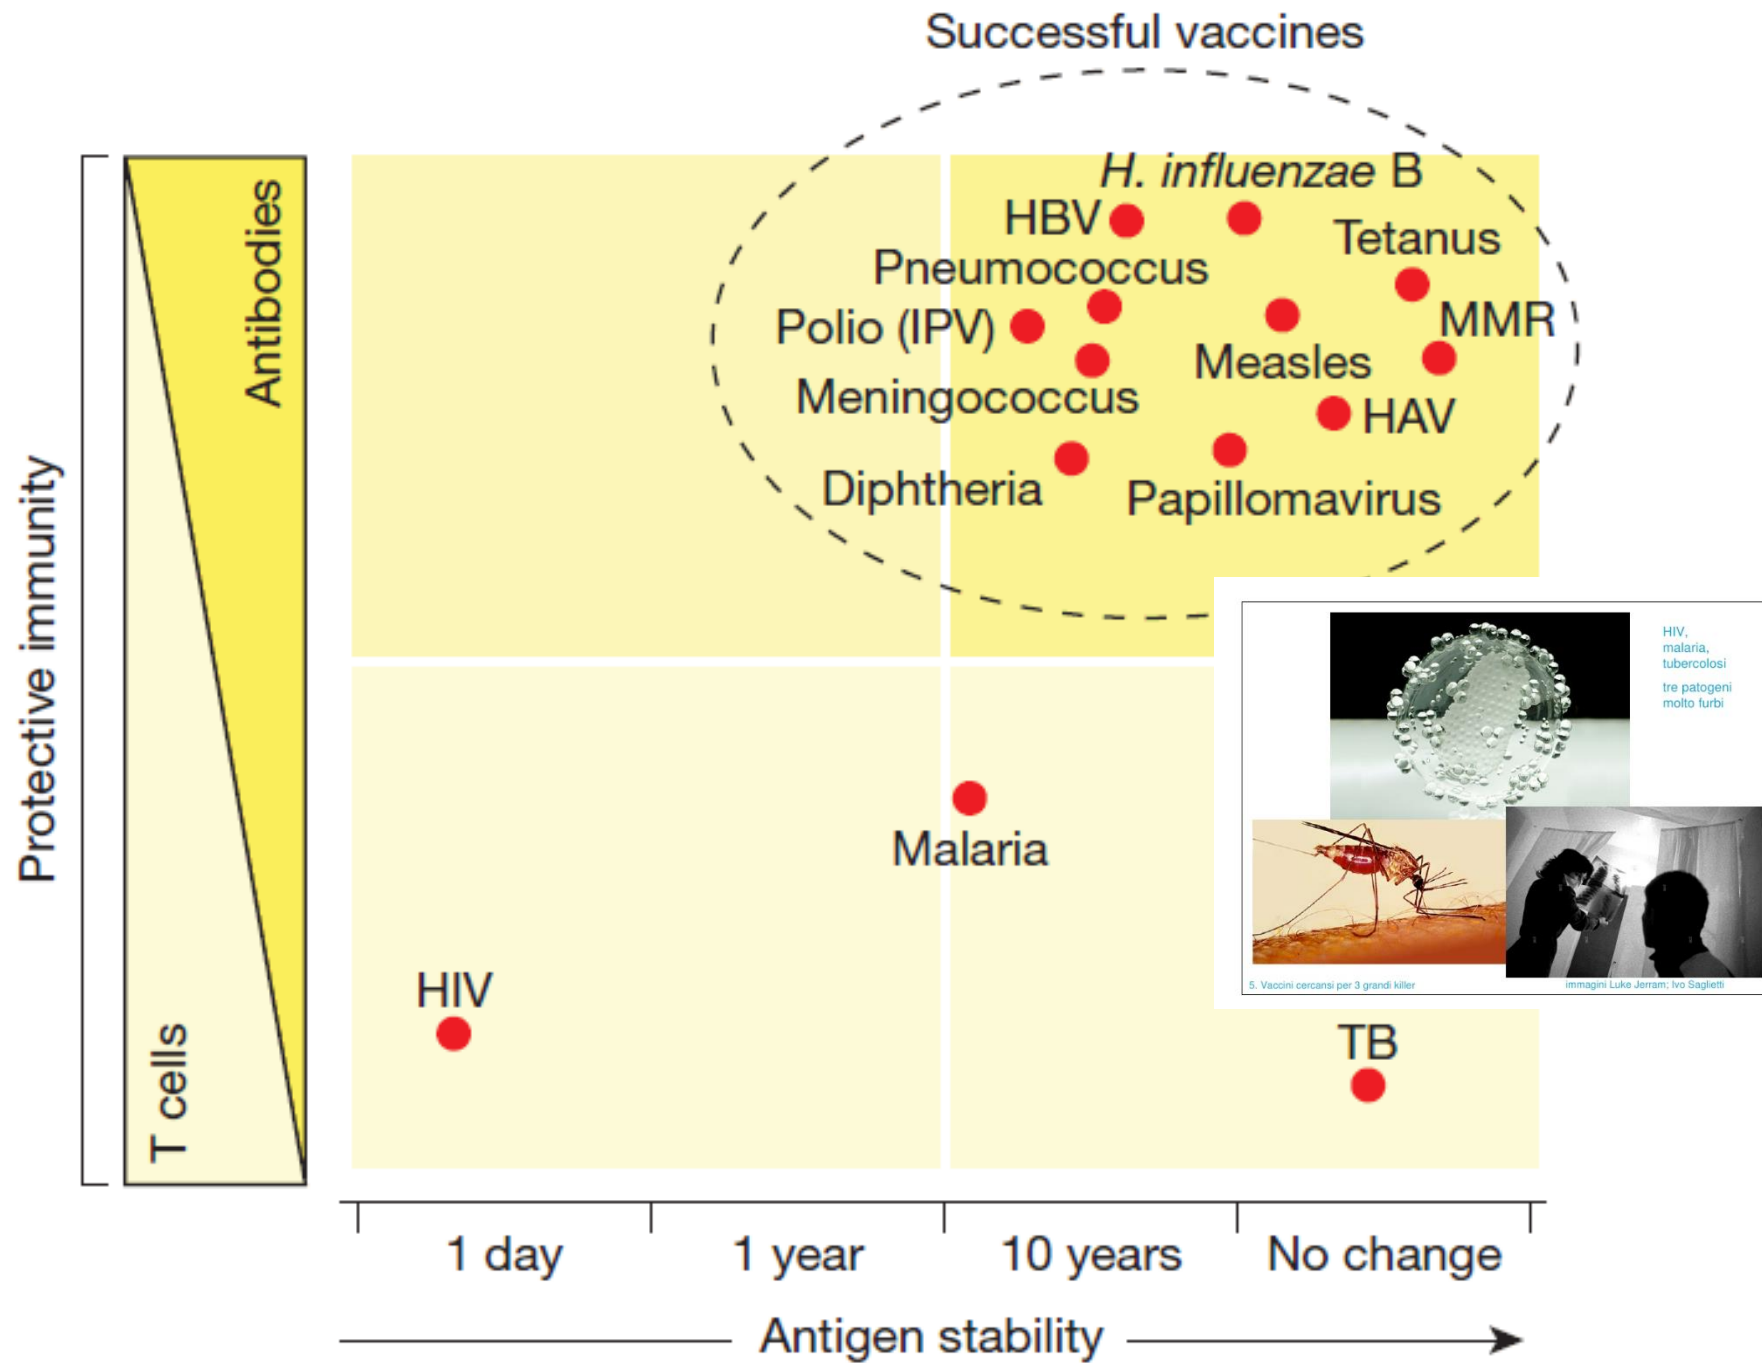 Successful vaccines
H. influenzae B
HBV
Tetanus
Pneumococcus
Polio (IPV)
MMR
Measles
Meningococcus
HAV
Diphtheria
Papillomavirus
Malaria
HIV
TB
Protective immunity
Antibodies
T cells
1 day
1 year
10 years
No change
Antigen stability
HIV,
malaria,
tubercolosi
tre patogeni
molto furbi
5. Vaccini cercansi per 3 grandi killer
immagini Luke Jerram; Ivo Saglietti